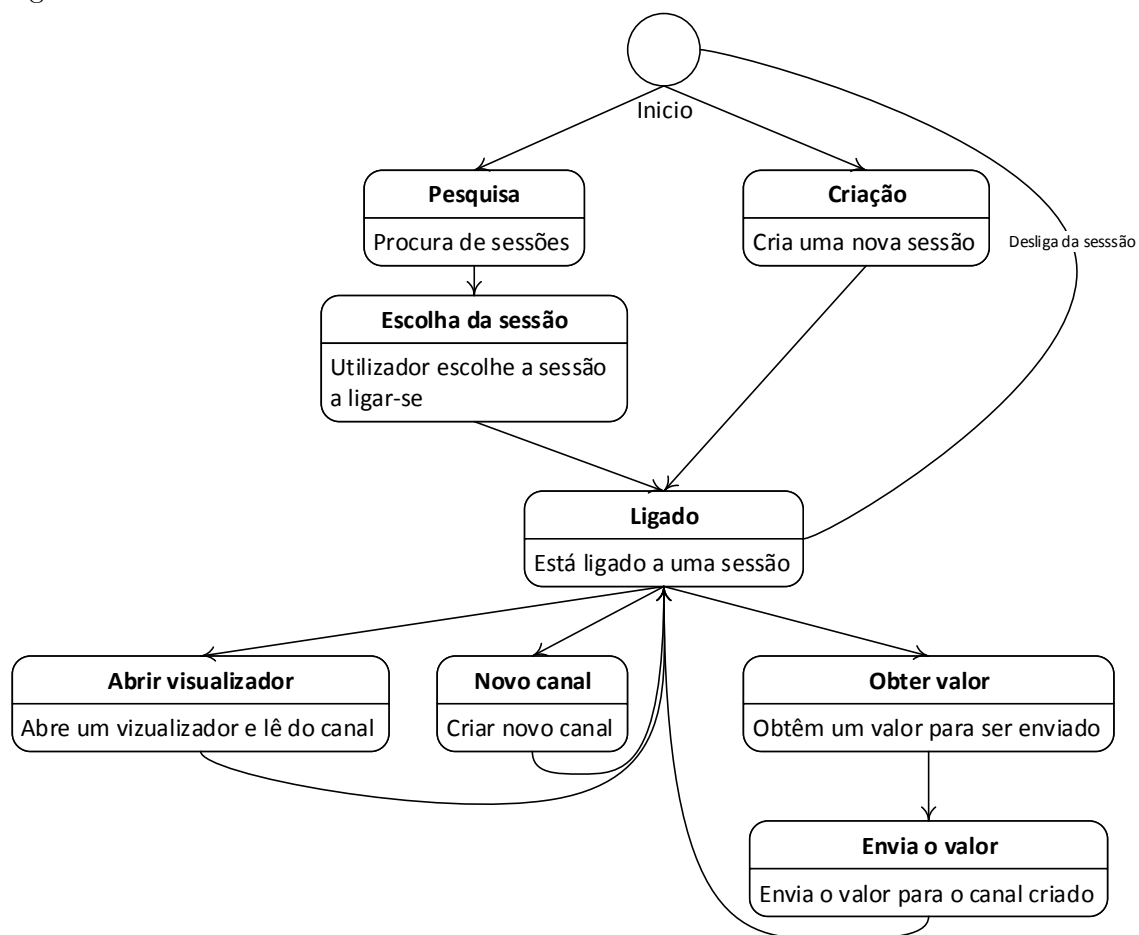 Inicio
Pesquisa
Procura de sessões
Criação
Cria uma nova sessão
Desliga da sesssão
Escolha da sessão
Utilizador escolhe a sessão
a ligar-se
Ligado
Está ligado a uma sessão
Abrir visualizador
Abre um vizualizador e lê do canal
Novo canal
Criar novo canal
Obter valor
Obtêm um valor para ser enviado
Envia o valor
Envia o valor para o canal criado